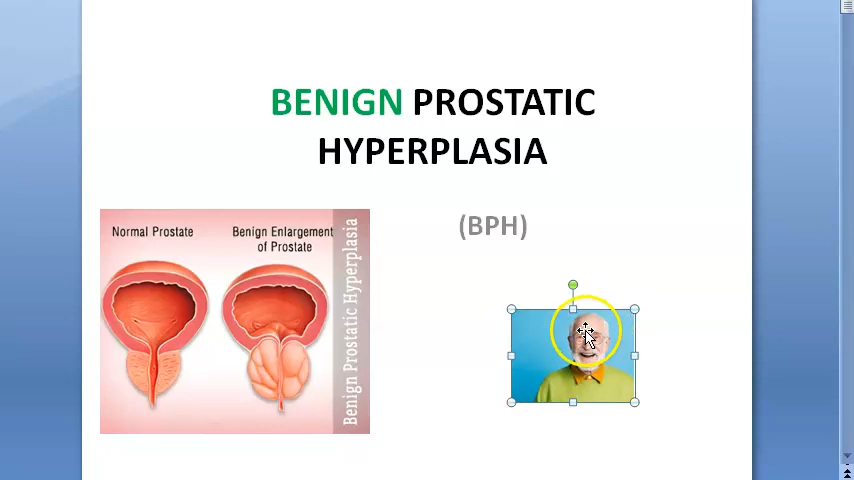 BENIGN PROSTATIC
HYPERPLASIA
(BPH)
Normal Prostate
Benign Enlargement
of Prostate
Benign Prostatic Hyperplasia